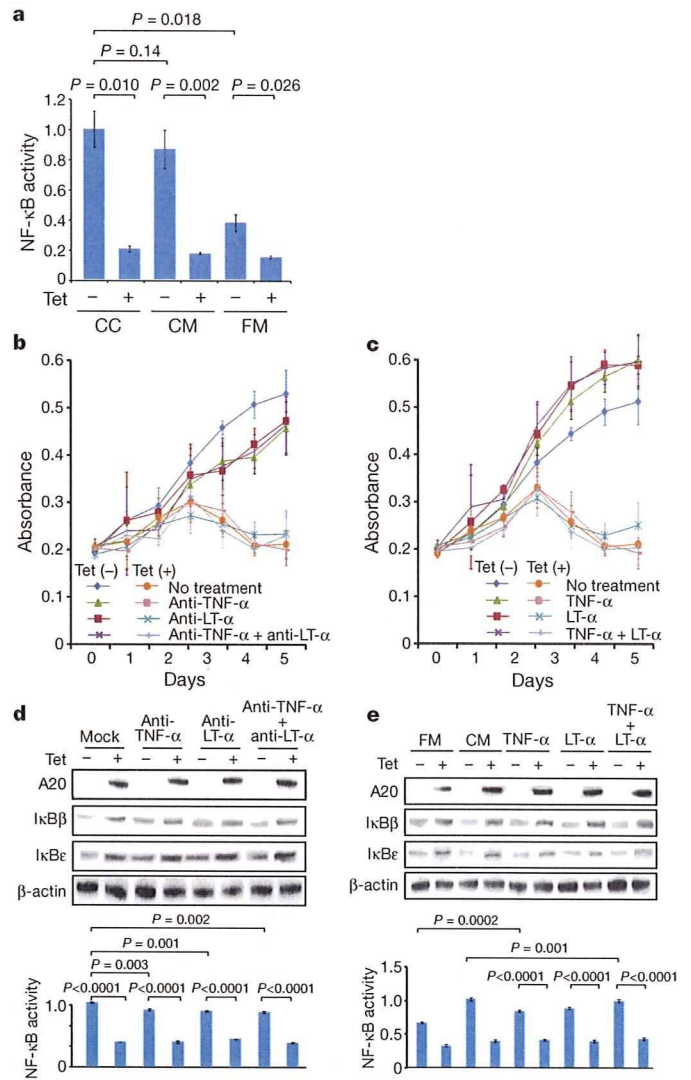 a
P = 0.018
P = 0.14
P = 0.010 P = 0.002 P = 0.026
1.2
1.0
0.8
0.6
0.4
0.2
0
NF-κB activity
Tet – + – + – +
CC CM FM
b
0.6
0.5
0.4
0.3
0.2
0.1
0
Absorbance
Tet (–) Tet (+)
No treatment
Anti-TNF-α
Anti-LT-α
Anti-TNF-α + anti-LT-α
0 1 2 3 4 5
Days
c
0.6
0.5
0.4
0.3
0.2
0.1
0
Absorbance
Tet (–) Tet (+)
No treatment
TNF-α
LT-α
TNF-α + LT-α
0 1 2 3 4 5
Days
d
Mock
Anti-
TNF-α
Anti-
LT-α
Anti-TNF-α
+
anti-LT-α
Tet – + – + – + – +
A20
IκBβ
IκBε
β-actin
P = 0.002
P = 0.001
P = 0.003
P<0.0001 P<0.0001 P<0.0001 P<0.0001
1.0
0
NF-κB activity
e
FM
CM
TNF-α
LT-α
TNF-α
+
LT-α
Tet – + – + – + – + – +
A20
IκBβ
IκBε
β-actin
P = 0.0002
P = 0.001
P<0.0001 P<0.0001 P<0.0001
1.5
1.0
0.5
0
NF-κB activity